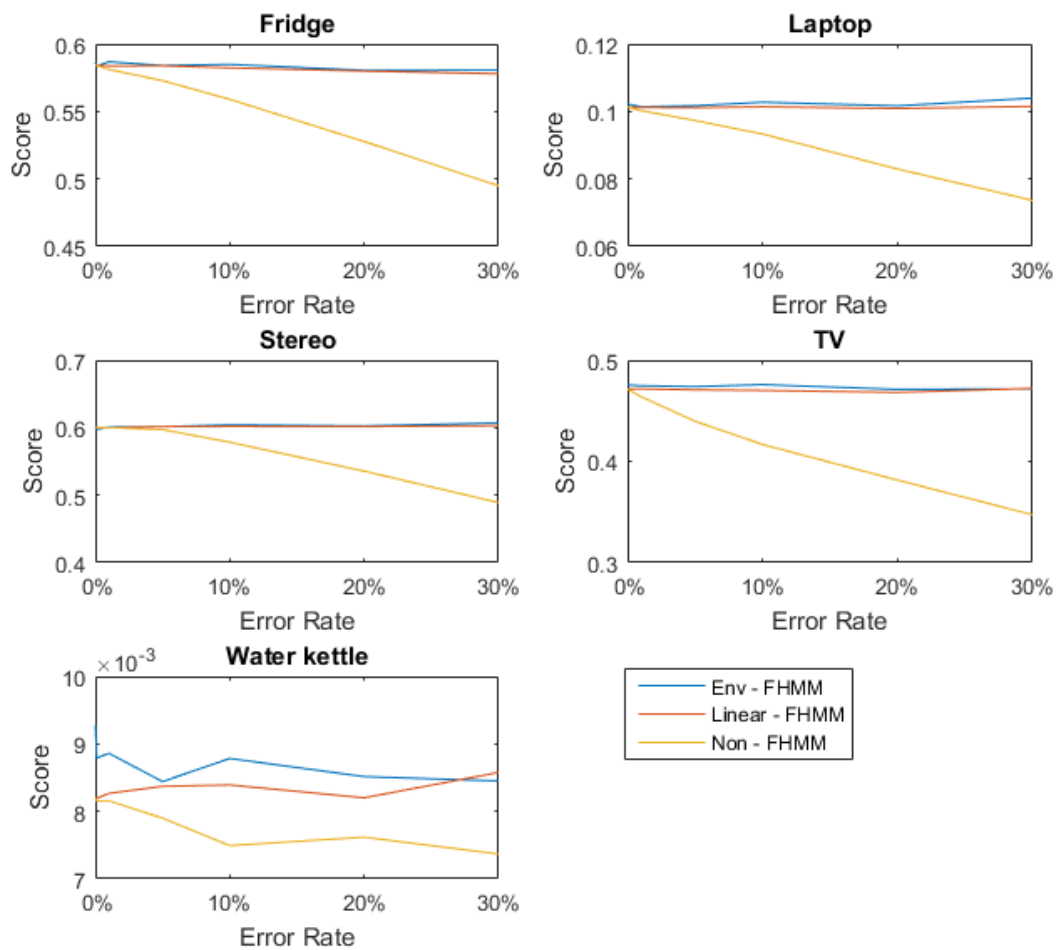 Fridge
0.6
0.55
0.5
0.45
Score
0% 10% 20% 30%
Error Rate
Laptop
0.12
0.1
0.08
0.06
Score
0% 10% 20% 30%
Error Rate
Stereo
0.7
0.6
0.5
0.4
Score
0% 10% 20% 30%
Error Rate
TV
0.5
0.4
0.3
Score
0% 10% 20% 30%
Error Rate
×10⁻³
Water kettle
10
9
8
7
Score
0% 10% 20% 30%
Error Rate
Env - FHMM
Linear - FHMM
Non - FHMM